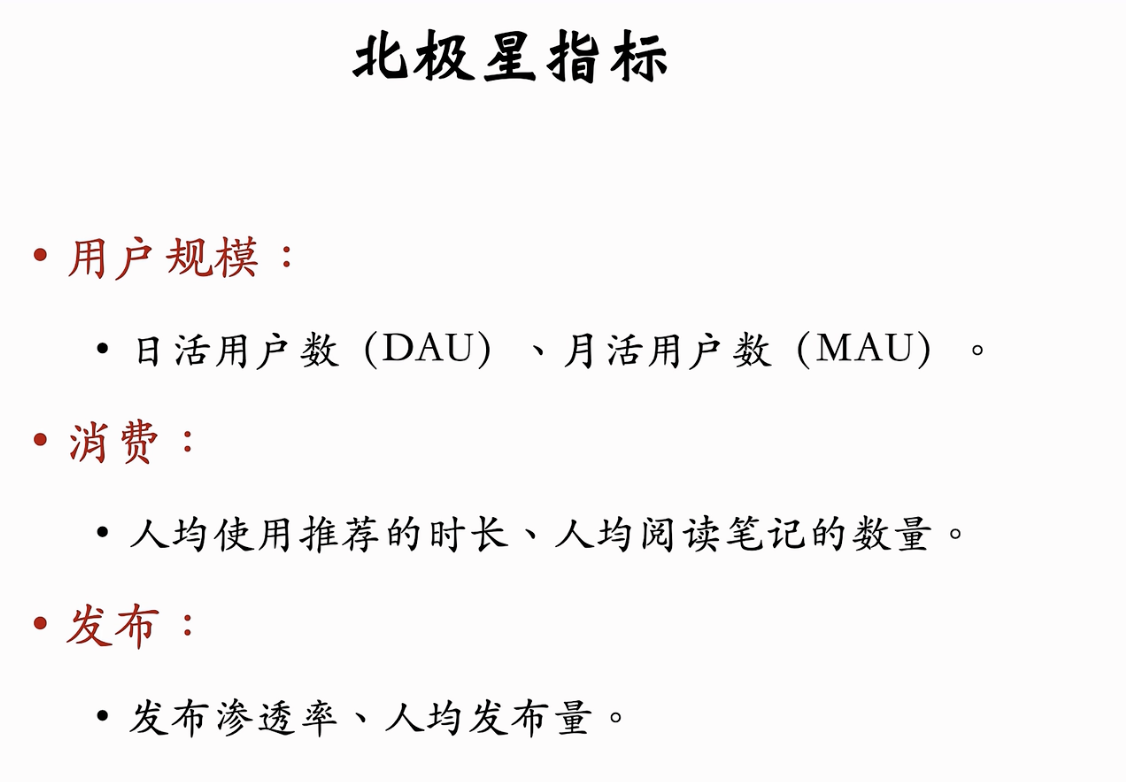 北极星指标
• 用户规模：
• 日活用户数（DAU）、月活用户数（MAU）。
• 消费：
• 人均使用推荐的时长、人均阅读笔记的数量。
• 发布：
• 发布渗透率、人均发布量。